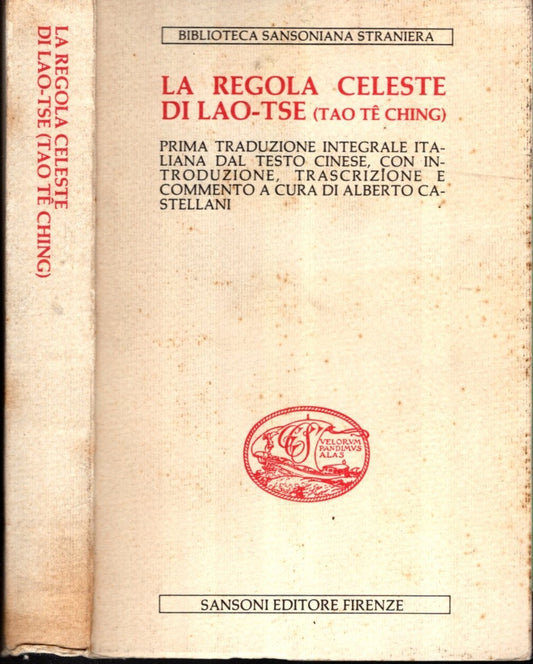 LA REGOLA CELESTE
DI LAO-TSE (TAO TÊ CHING)
BIBLIOTECA SANSONIANA STRANIERA
LA REGOLA CELESTE
DI LAO-TSE (TAO TÊ CHING)
PRIMA TRADUZIONE INTEGRALE ITA-
LIANA DAL TESTO CINESE, CON IN-
TRODUZIONE, TRASCRIZIONE E
COMMENTO A CURA DI ALBERTO CA-
STELLANI
VELORVM
PANDIMVS
ALAS
SANSONI EDITORE FIRENZE